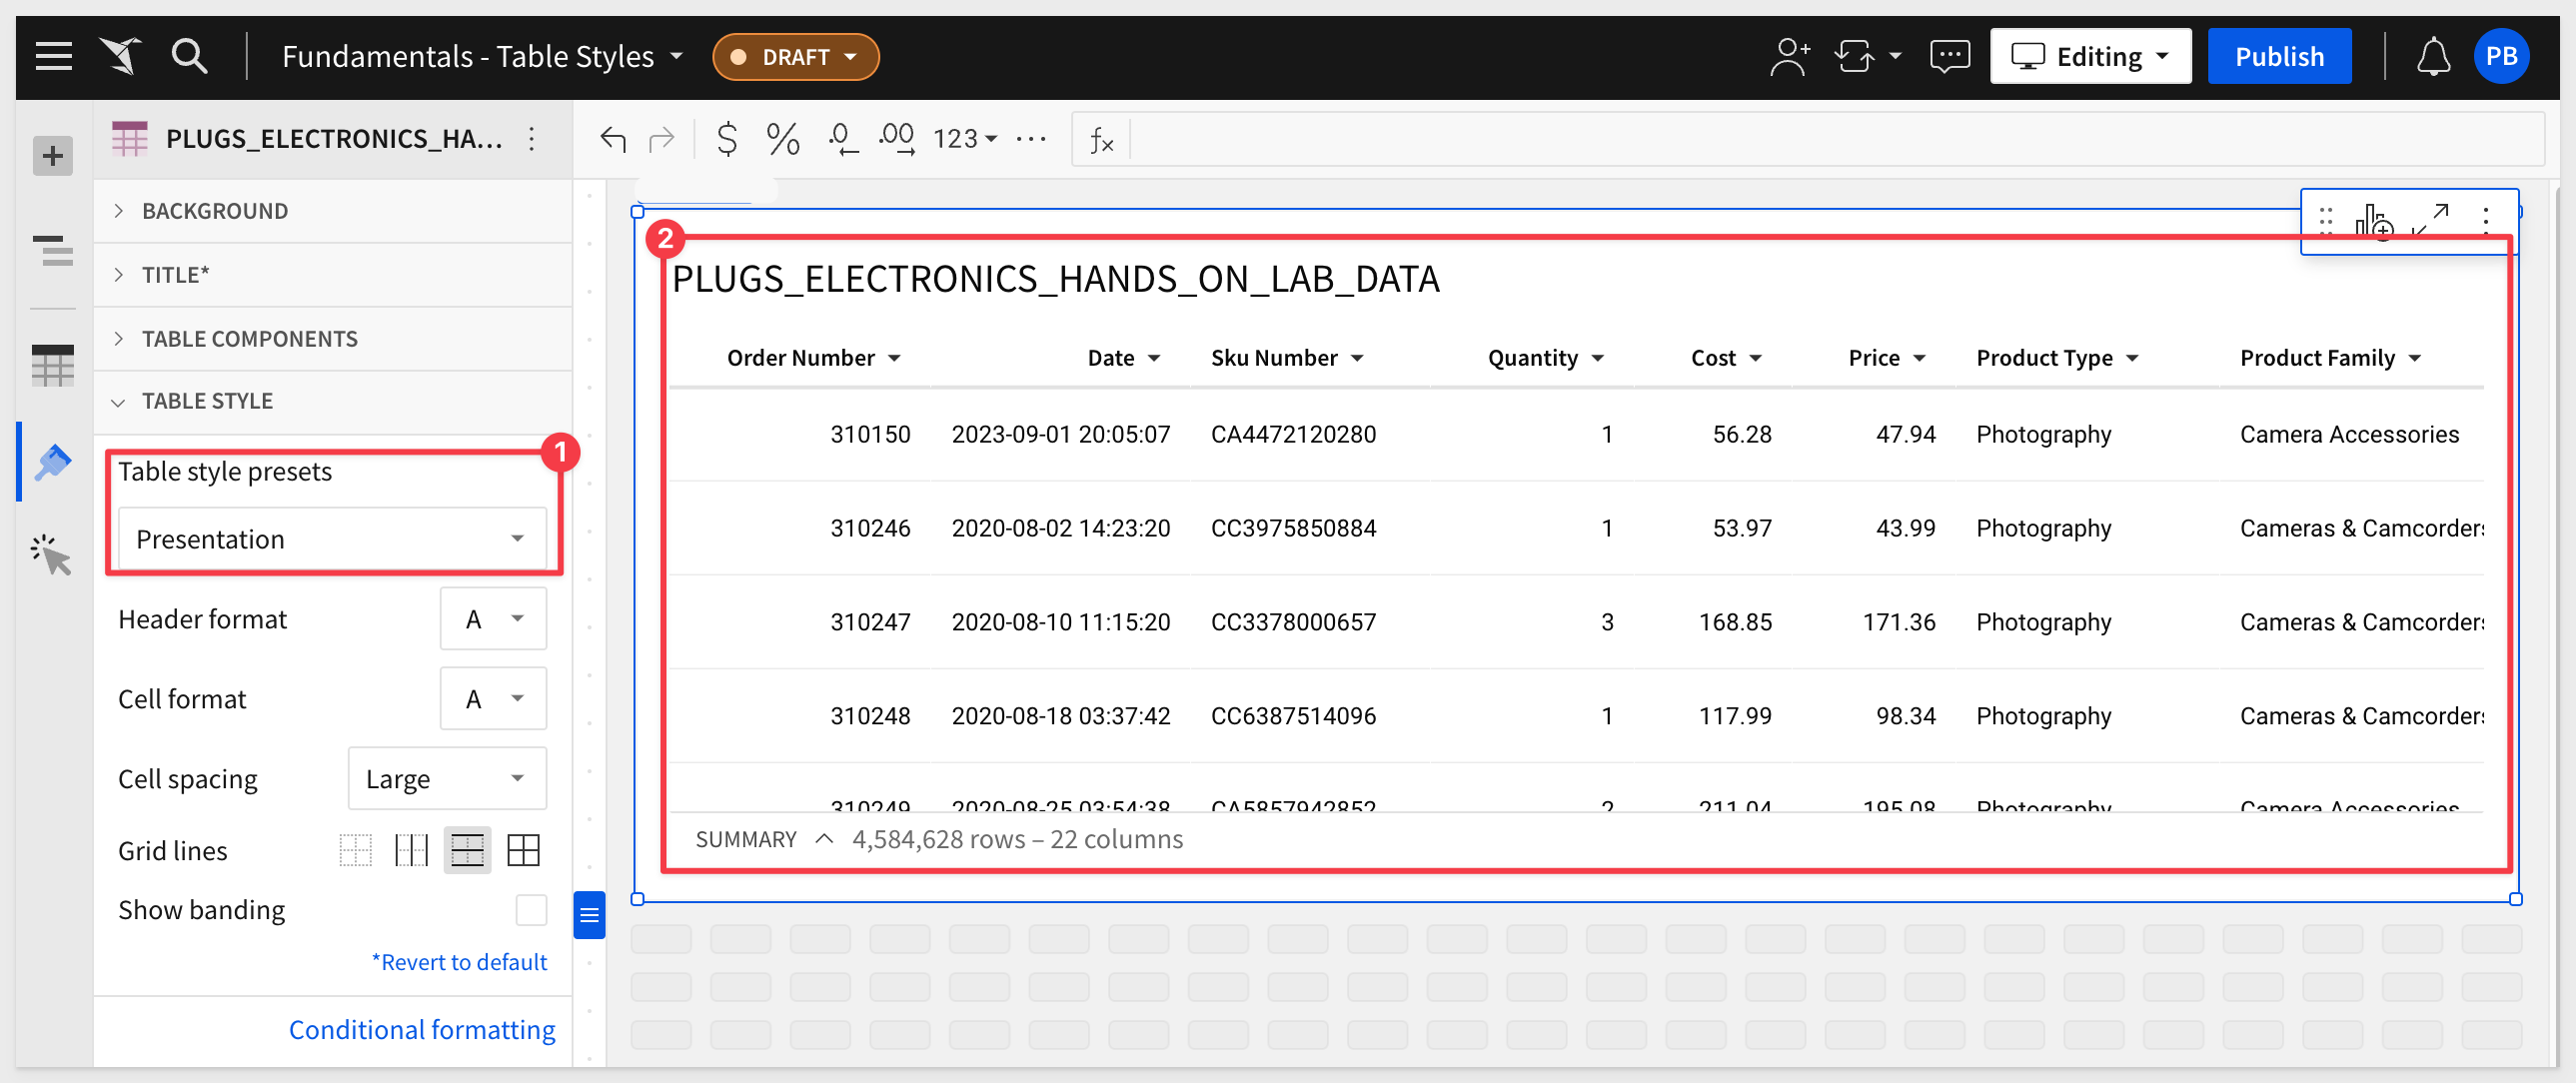 Fundamentals - Table Styles
DRAFT
Editing
Publish
PB
PLUGS_ELECTRONICS_HA...
$ % .0 .00 123 ... fx
BACKGROUND
TITLE*
TABLE COMPONENTS
TABLE STYLE
1
Table style presets
Presentation
Header format A
Cell format A
Cell spacing Large
Grid lines
Show banding
*Revert to default
Conditional formatting
2
PLUGS_ELECTRONICS_HANDS_ON_LAB_DATA
Order Number Date Sku Number Quantity Cost Price Product Type Product Family
310150 2023-09-01 20:05:07 CA4472120280 1 56.28 47.94 Photography Camera Accessories
310246 2020-08-02 14:23:20 CC3975850884 1 53.97 43.99 Photography Cameras & Camcorders
310247 2020-08-10 11:15:20 CC3378000657 3 168.85 171.36 Photography Cameras & Camcorders
310248 2020-08-18 03:37:42 CC6387514096 1 117.99 98.34 Photography Cameras & Camcorders
310249 2020-08-25 03:54:38 CA5857942852 2 211.04 195.08 Photography Camera Accessories
SUMMARY 4,584,628 rows – 22 columns